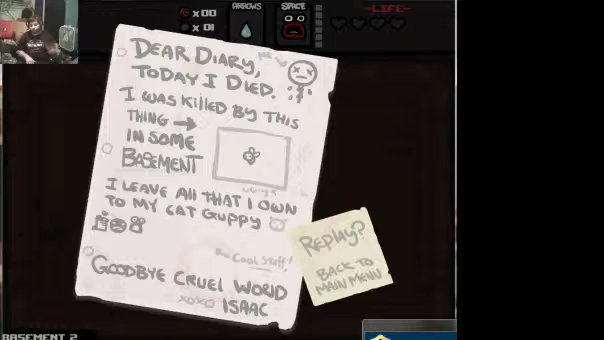 x00
x01
ARROWS
SPACE
-LIFE-
DEAR DIARY,
TODAY I DIED.
I WAS KILLED BY THIS
THING →
IN SOME
BASEMENT
I LEAVE ALL THAT I OWN
TO MY CAT GUPPY
Cool Stuff!
GOODBYE CRUEL WORLD
XOXO ISAAC
REPLAY?
BACK TO
MAIN MENU
BASEMENT 2